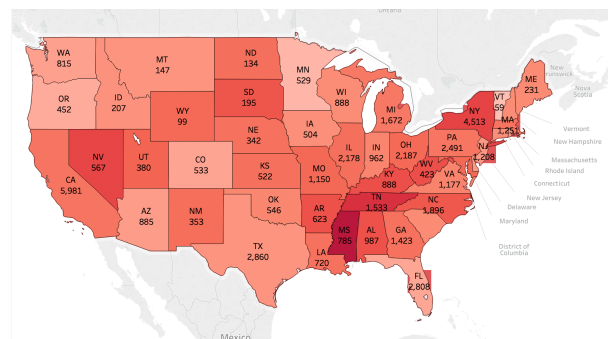 Ontario
WA
815
MT
147
ND
134
MN
529
ME
231
New
Brunswick
Nova
Scotia
OR
452
ID
207
WY
99
SD
195
WI
888
MI
1,672
VT
59
NY
4,513
MA
1,251
NV
567
UT
380
CO
533
NE
342
IA
504
IL
2,178
IN
962
OH
2,187
PA
2,491
NJ
1,208
Vermont
New Hampshire
Massachusetts
Rhode Island
Connecticut
New Jersey
Delaware
Maryland
District of
Columbia
CA
5,981
KS
522
MO
1,150
KY
888
WV
423
VA
1,177
AZ
885
NM
353
OK
546
AR
623
TN
1,533
NC
1,896
TX
2,860
LA
720
MS
785
AL
987
GA
1,423
FL
2,808
Mexico